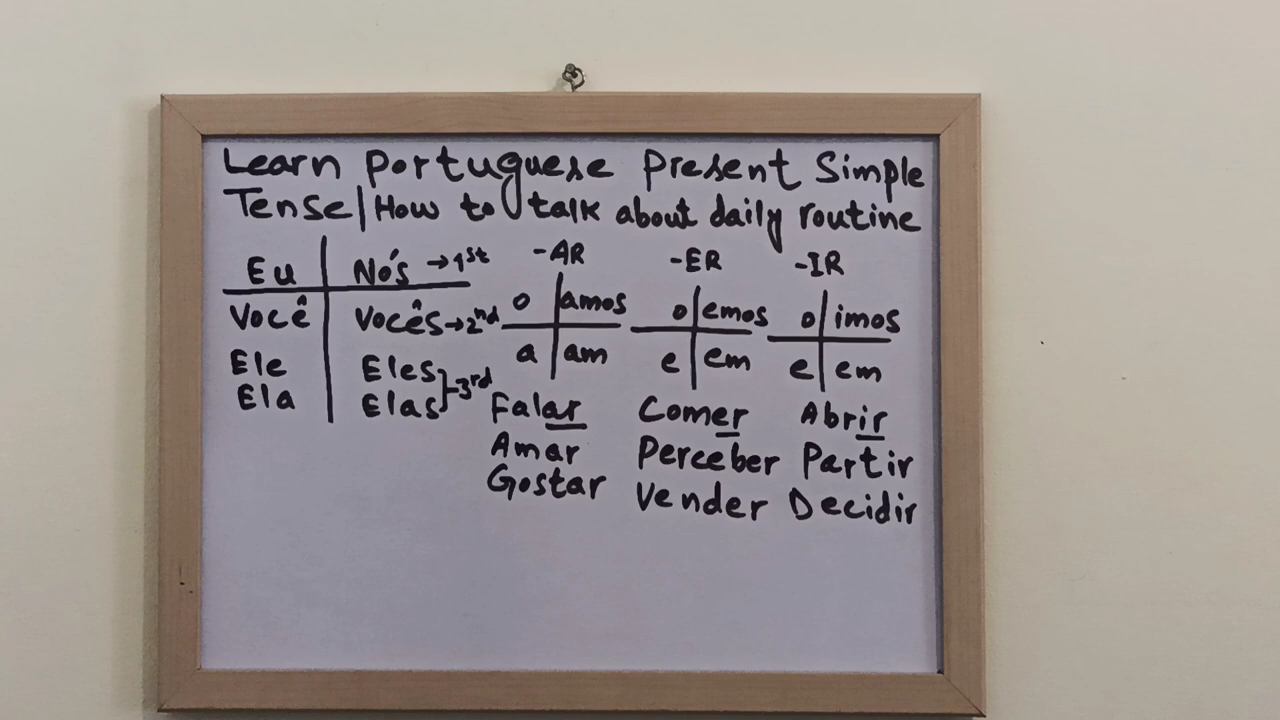 Learn Portuguese Present Simple
Tense | How to talk about daily routine
Eu Nós →1st
Você Vocês →2nd
Ele Eles
Ela Elas } 3rd
-AR
o amos
a am
Falar
Amar
Gostar
-ER
o emos
e em
Comer
Perceber
Vender
-IR
o imos
e em
Abrir
Partir
Decidir